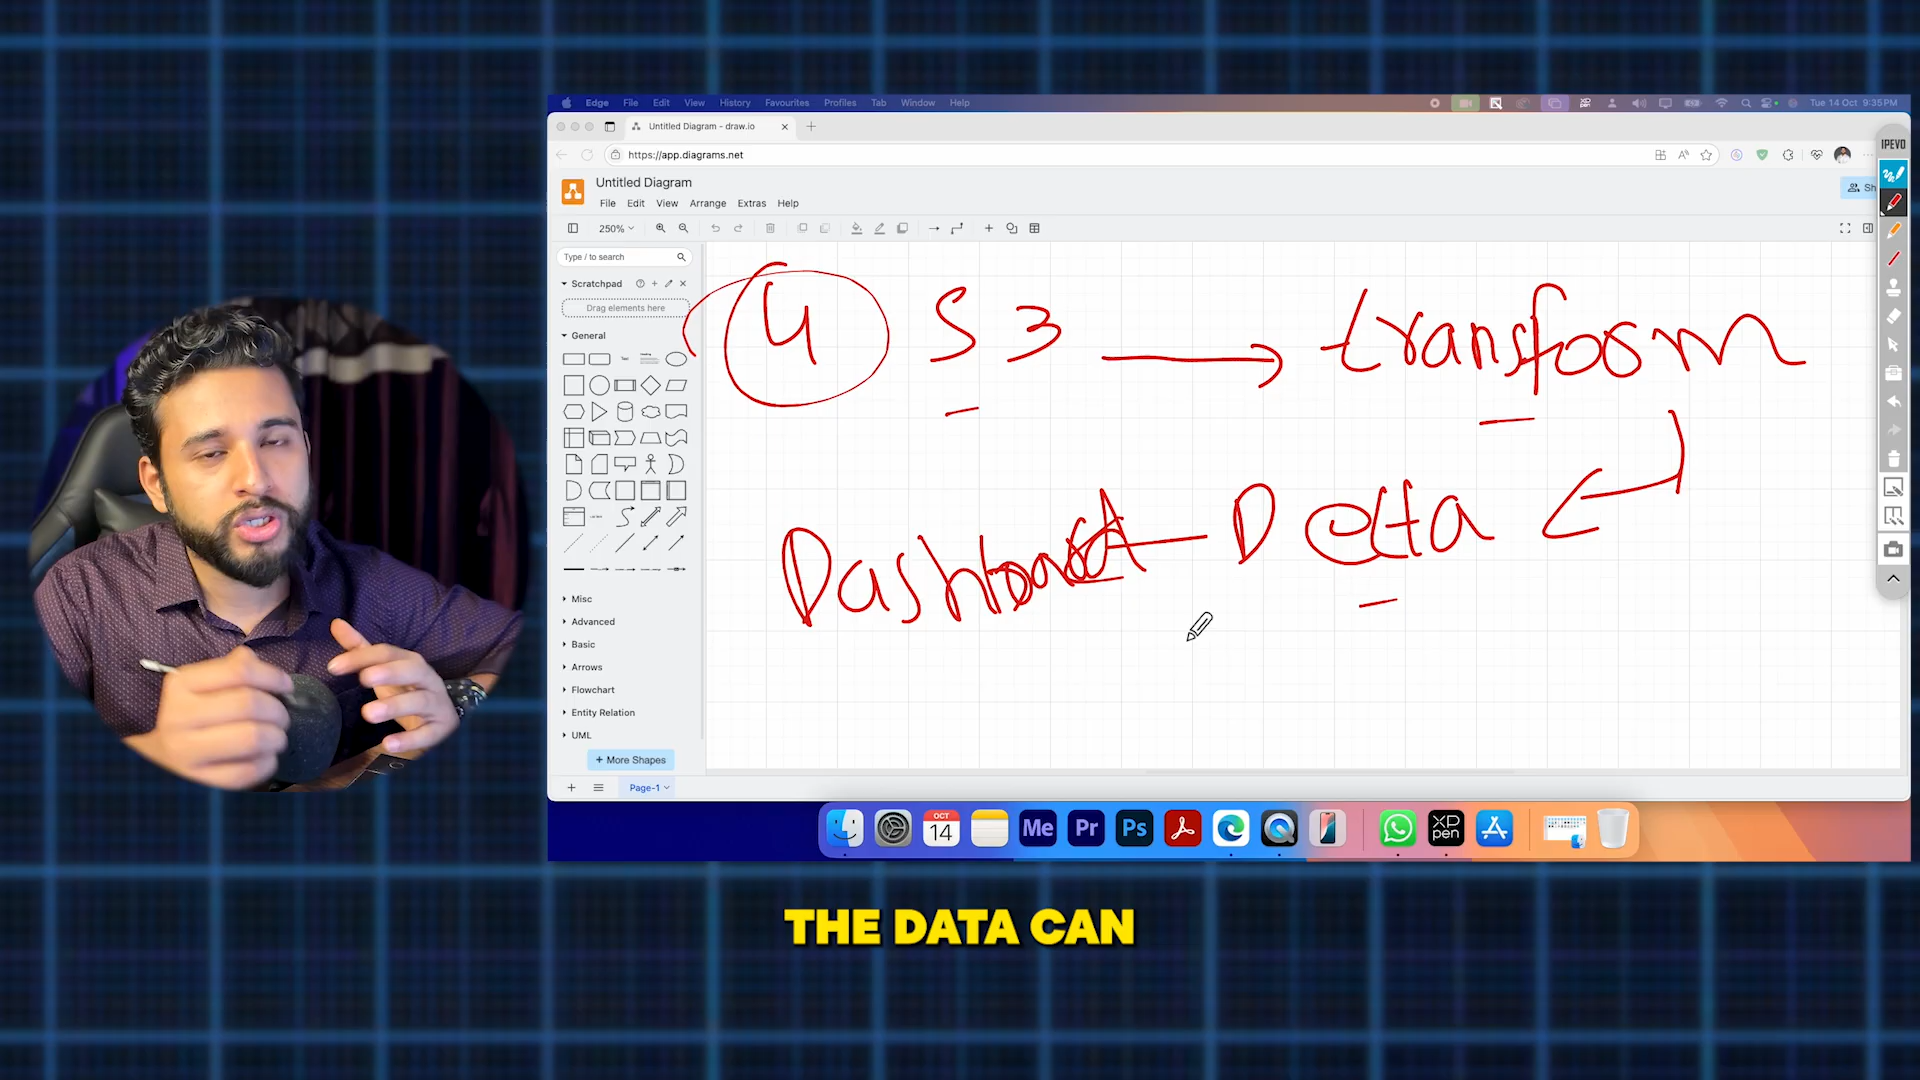 Edge File Edit View History Favourites Profiles Tab Window Help Tue 14 Oct 9:35 PM
Untitled Diagram - draw.io
https://app.diagrams.net
IPEVO
Untitled Diagram
Sh
File Edit View Arrange Extras Help
250%
Type / to search
Scratchpad
Drag elements here
General
Text
Misc
Advanced
Basic
Arrows
Flowchart
Entity Relation
UML
+ More Shapes
Page-1
4 S3 → transform
Dashboard Delta
OCT
14
Me Pr Ps
XP
pen
THE DATA CAN